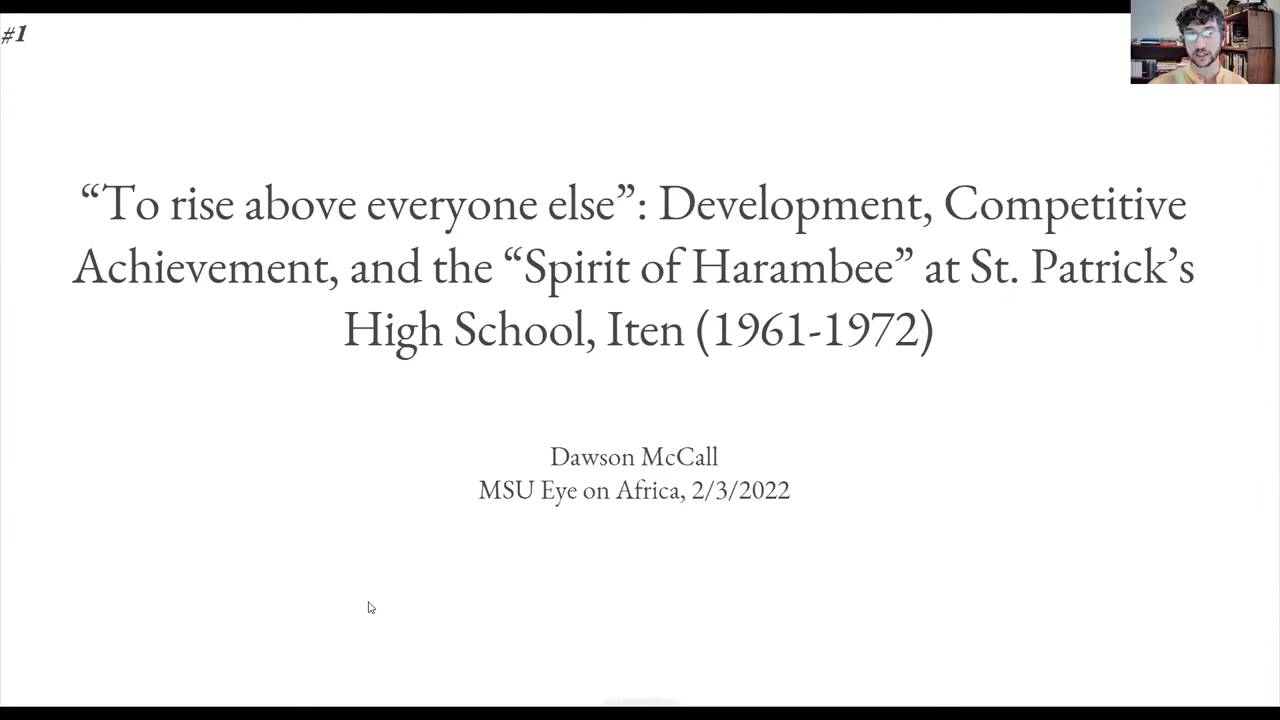 #1
“To rise above everyone else”: Development, Competitive
Achievement, and the “Spirit of Harambee” at St. Patrick’s
High School, Iten (1961-1972)
Dawson McCall
MSU Eye on Africa, 2/3/2022